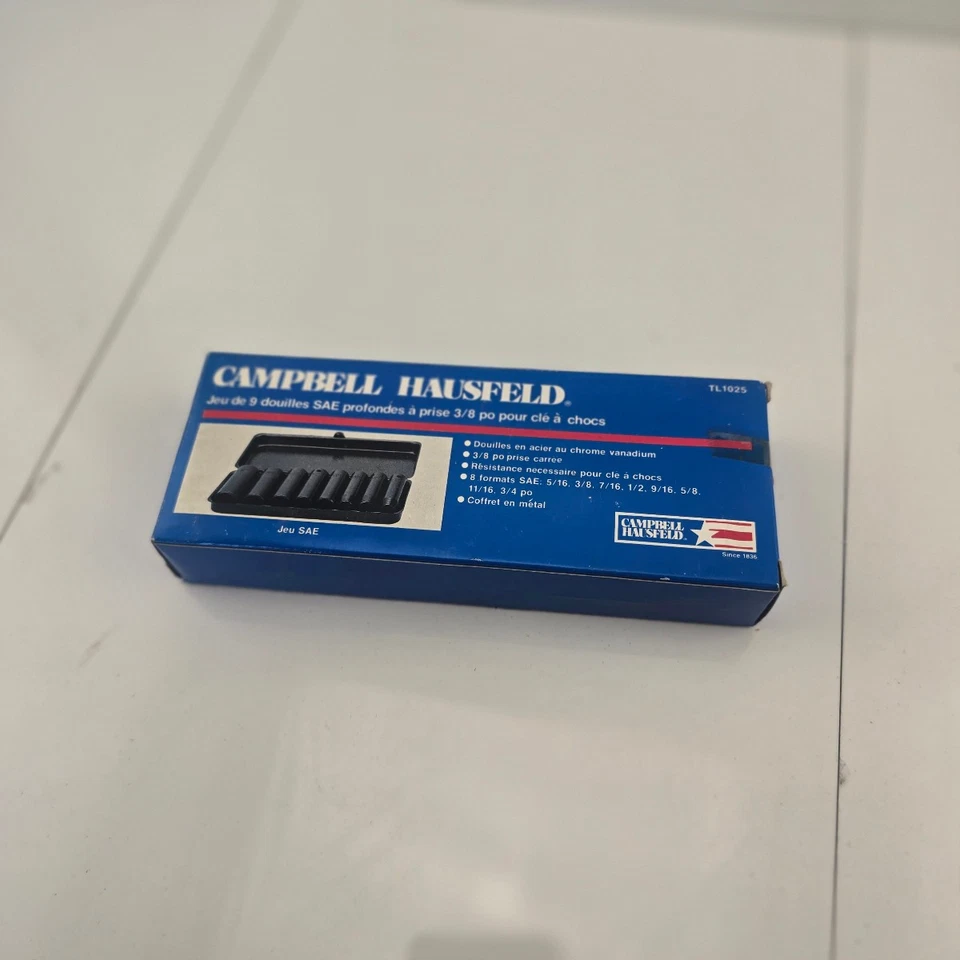 CAMPBELL HAUSFELD®
TL1025
Jeu de 9 douilles SAE profondes à prise 3/8 po pour clé à chocs
● Douilles en acier au chrome vanadium
● 3/8 po prise carrée
● Résistance necessaire pour clé à chocs
● 8 formats SAE: 5/16, 3/8, 7/16, 1/2, 9/16, 5/8,
11/16, 3/4 po
● Coffret en métal
Jeu SAE
CAMPBELL
HAUSFELD®
Since 1836